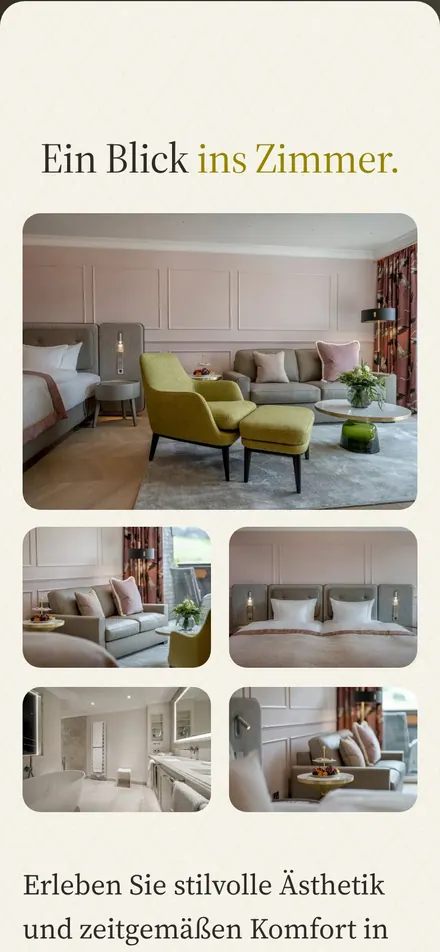 Ein Blick ins Zimmer.
Erleben Sie stilvolle Ästhetik
und zeitgemäßen Komfort in